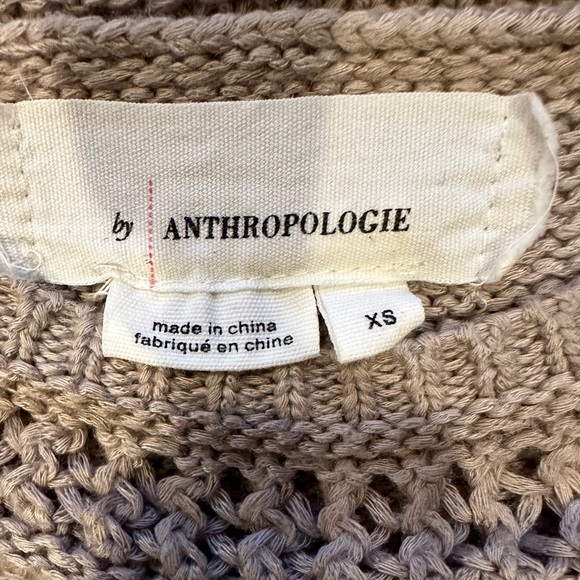 by ANTHROPOLOGIE
made in china
fabriqué en chine
XS